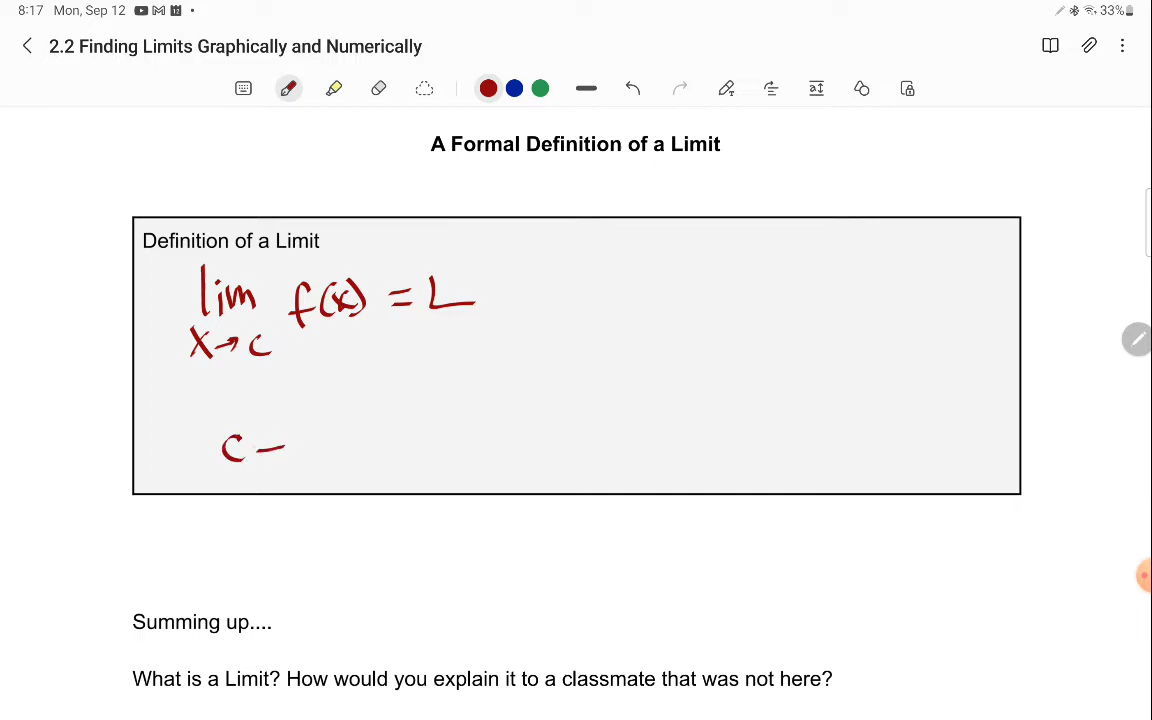 8:17 Mon, Sep 12 33%
2.2 Finding Limits Graphically and Numerically
A Formal Definition of a Limit
Definition of a Limit
lim f(x) = L
x→c
c –
Summing up....
What is a Limit? How would you explain it to a classmate that was not here?